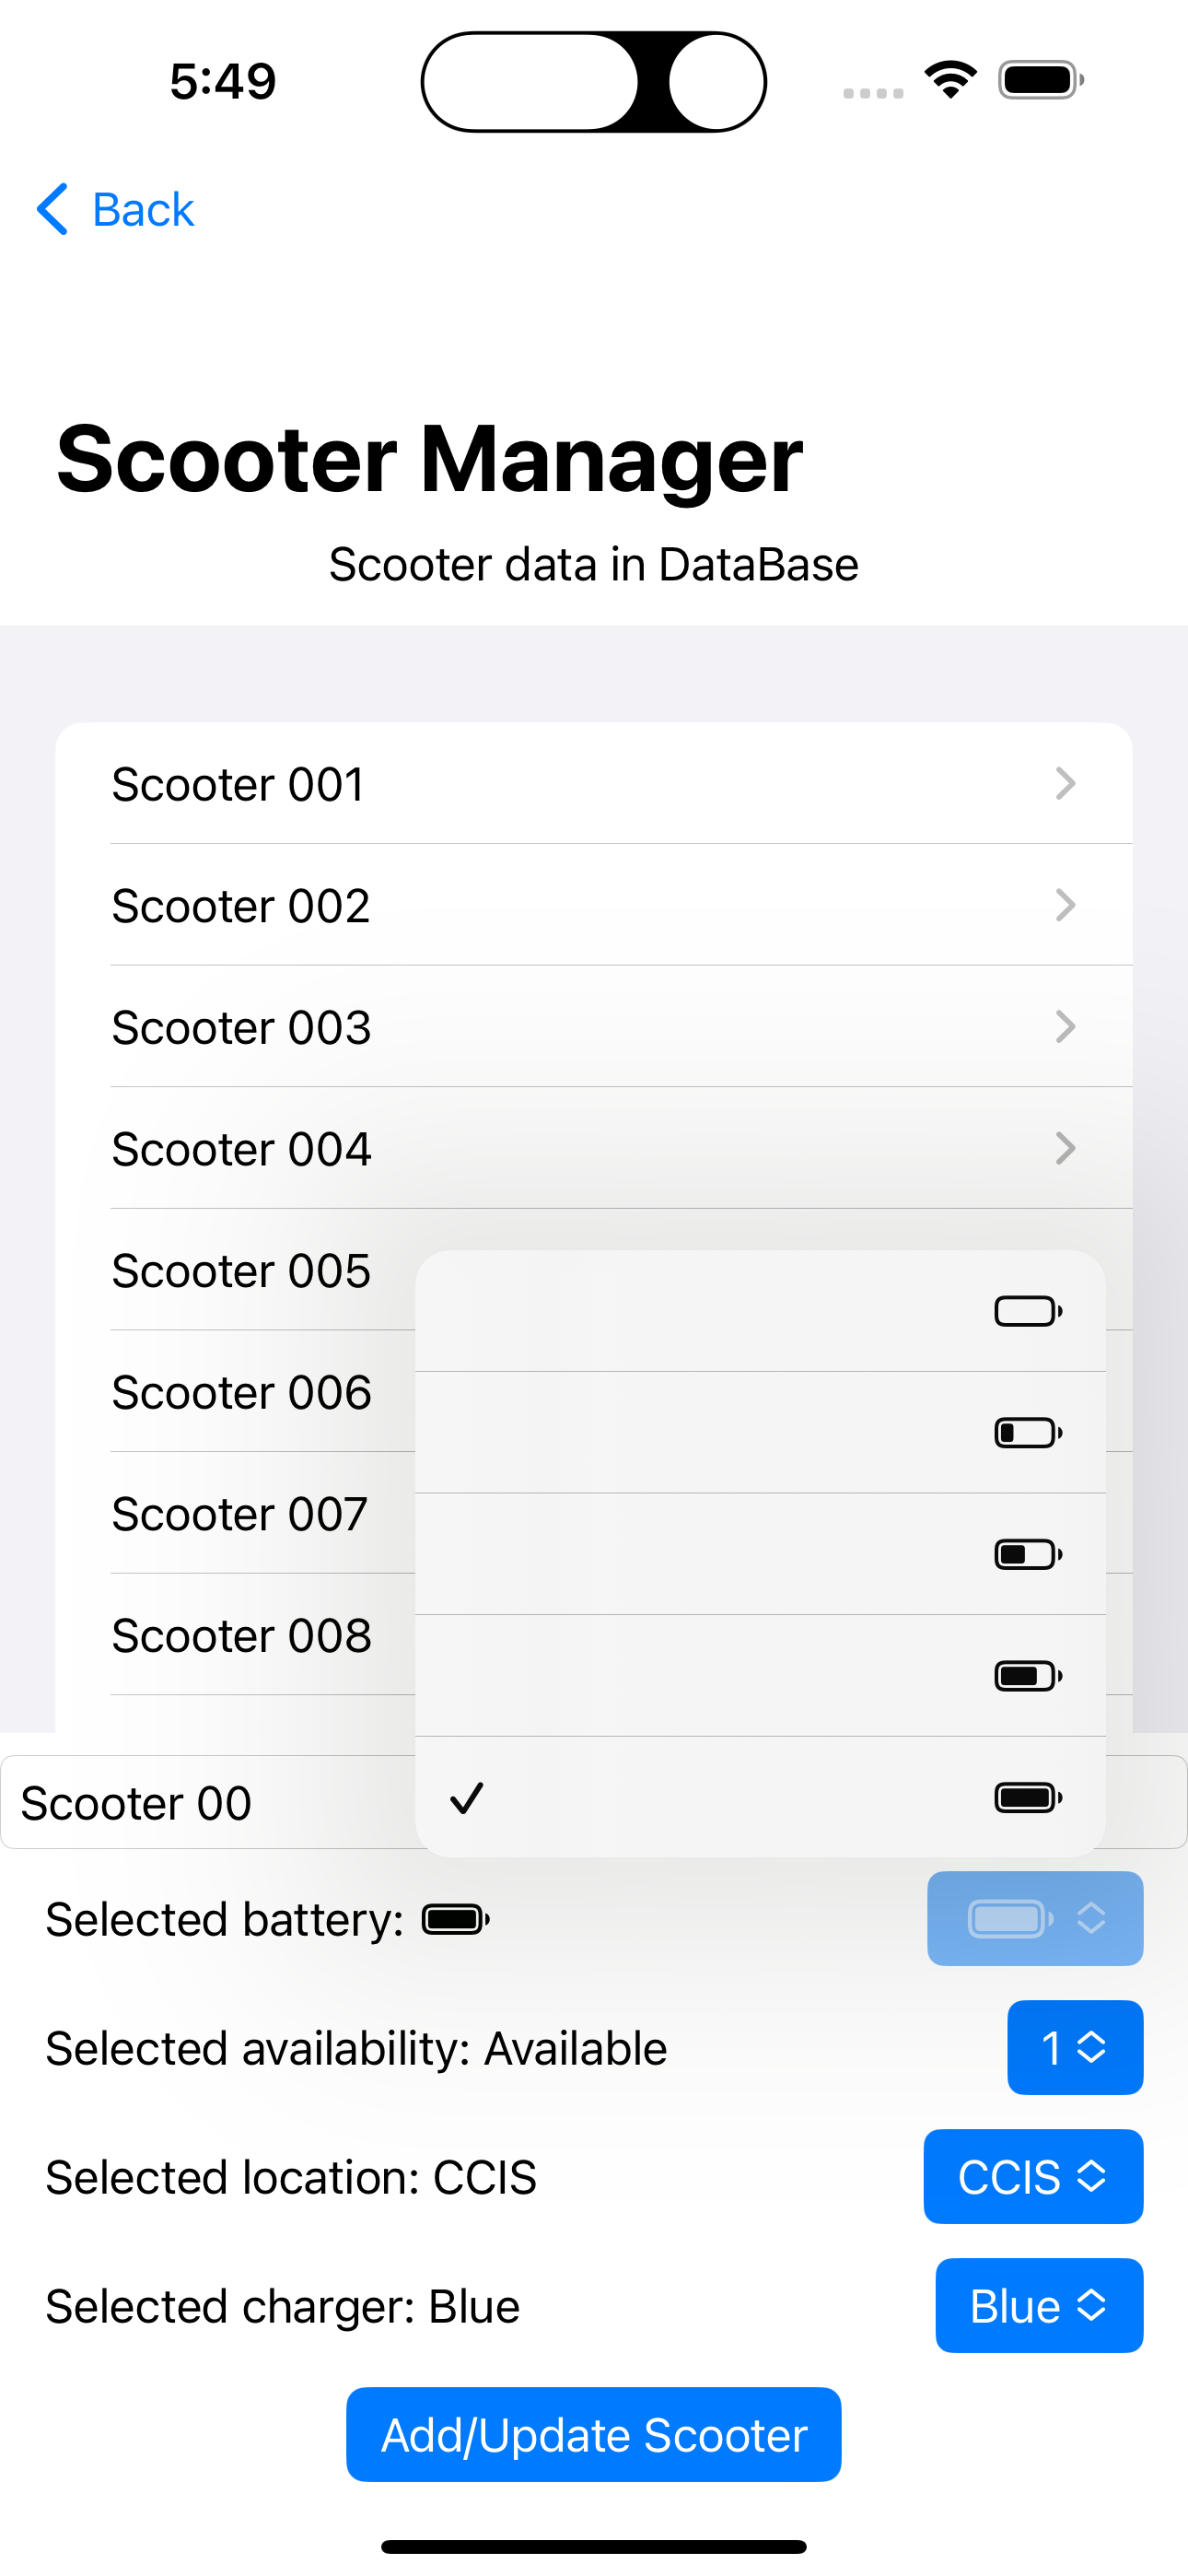 5:49
Back
Scooter Manager
Scooter data in DataBase
Scooter 001
Scooter 002
Scooter 003
Scooter 004
Scooter 005
Scooter 006
Scooter 007
Scooter 008
Scooter 00
Selected battery:
Selected availability: Available
1
Selected location: CCIS
CCIS
Selected charger: Blue
Blue
Add/Update Scooter